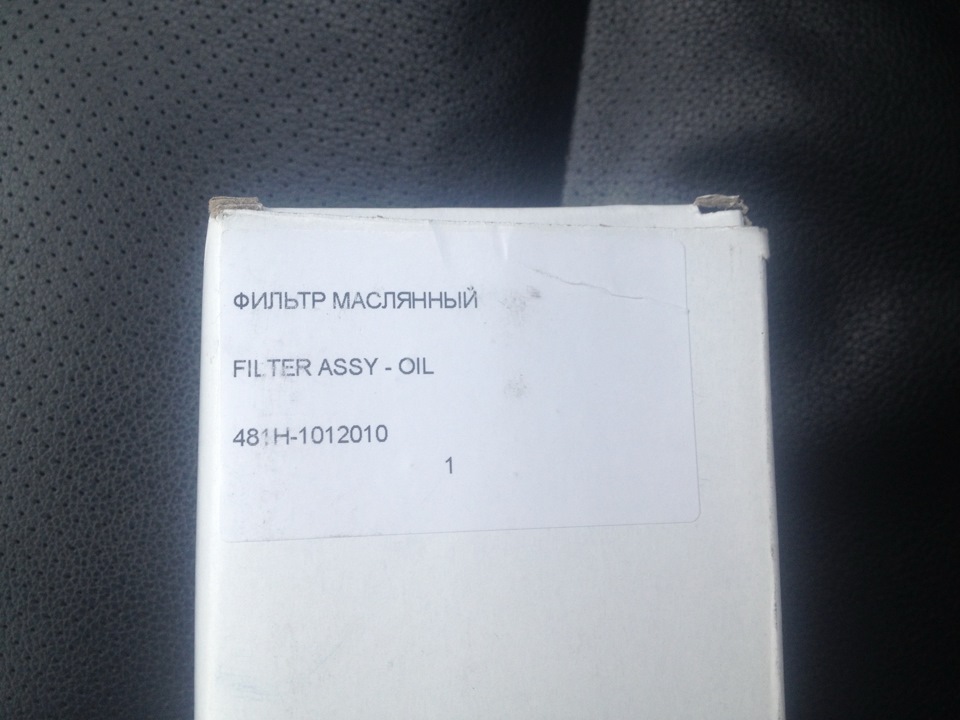 ФИЛЬТР МАСЛЯННЫЙ
FILTER ASSY - OIL
481H-1012010
1